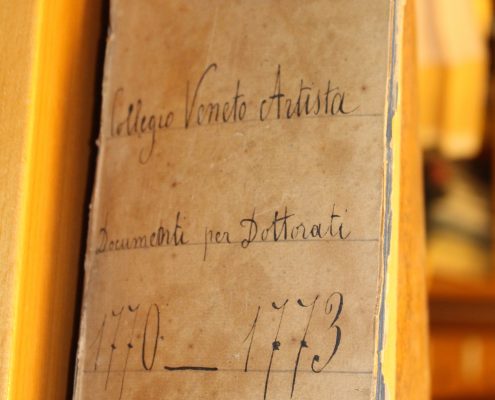 Collegio Veneto Artista
Documenti per Dottorati
1770 _ 1773